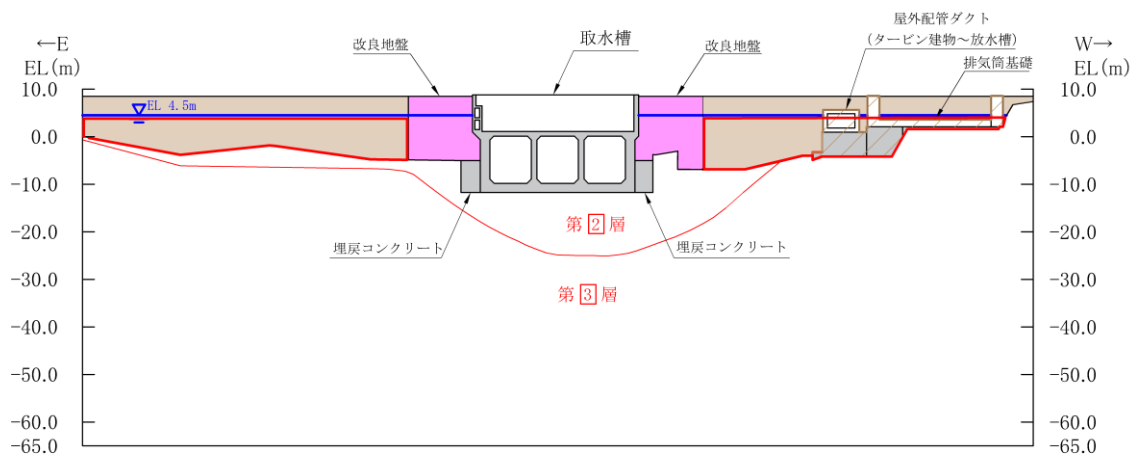 屋外配管ダクト
(タービン建物～放水槽)
←E
EL(m)
改良地盤
取水槽
改良地盤
排気筒基礎
W→
EL(m)
10.0
EL 4.5m
10.0
0.0
0.0
-10.0
-10.0
第2層
-20.0
-20.0
埋戻コンクリート
埋戻コンクリート
-30.0
第3層
-30.0
-40.0
-40.0
-50.0
-50.0
-60.0
-60.0
-65.0
-65.0